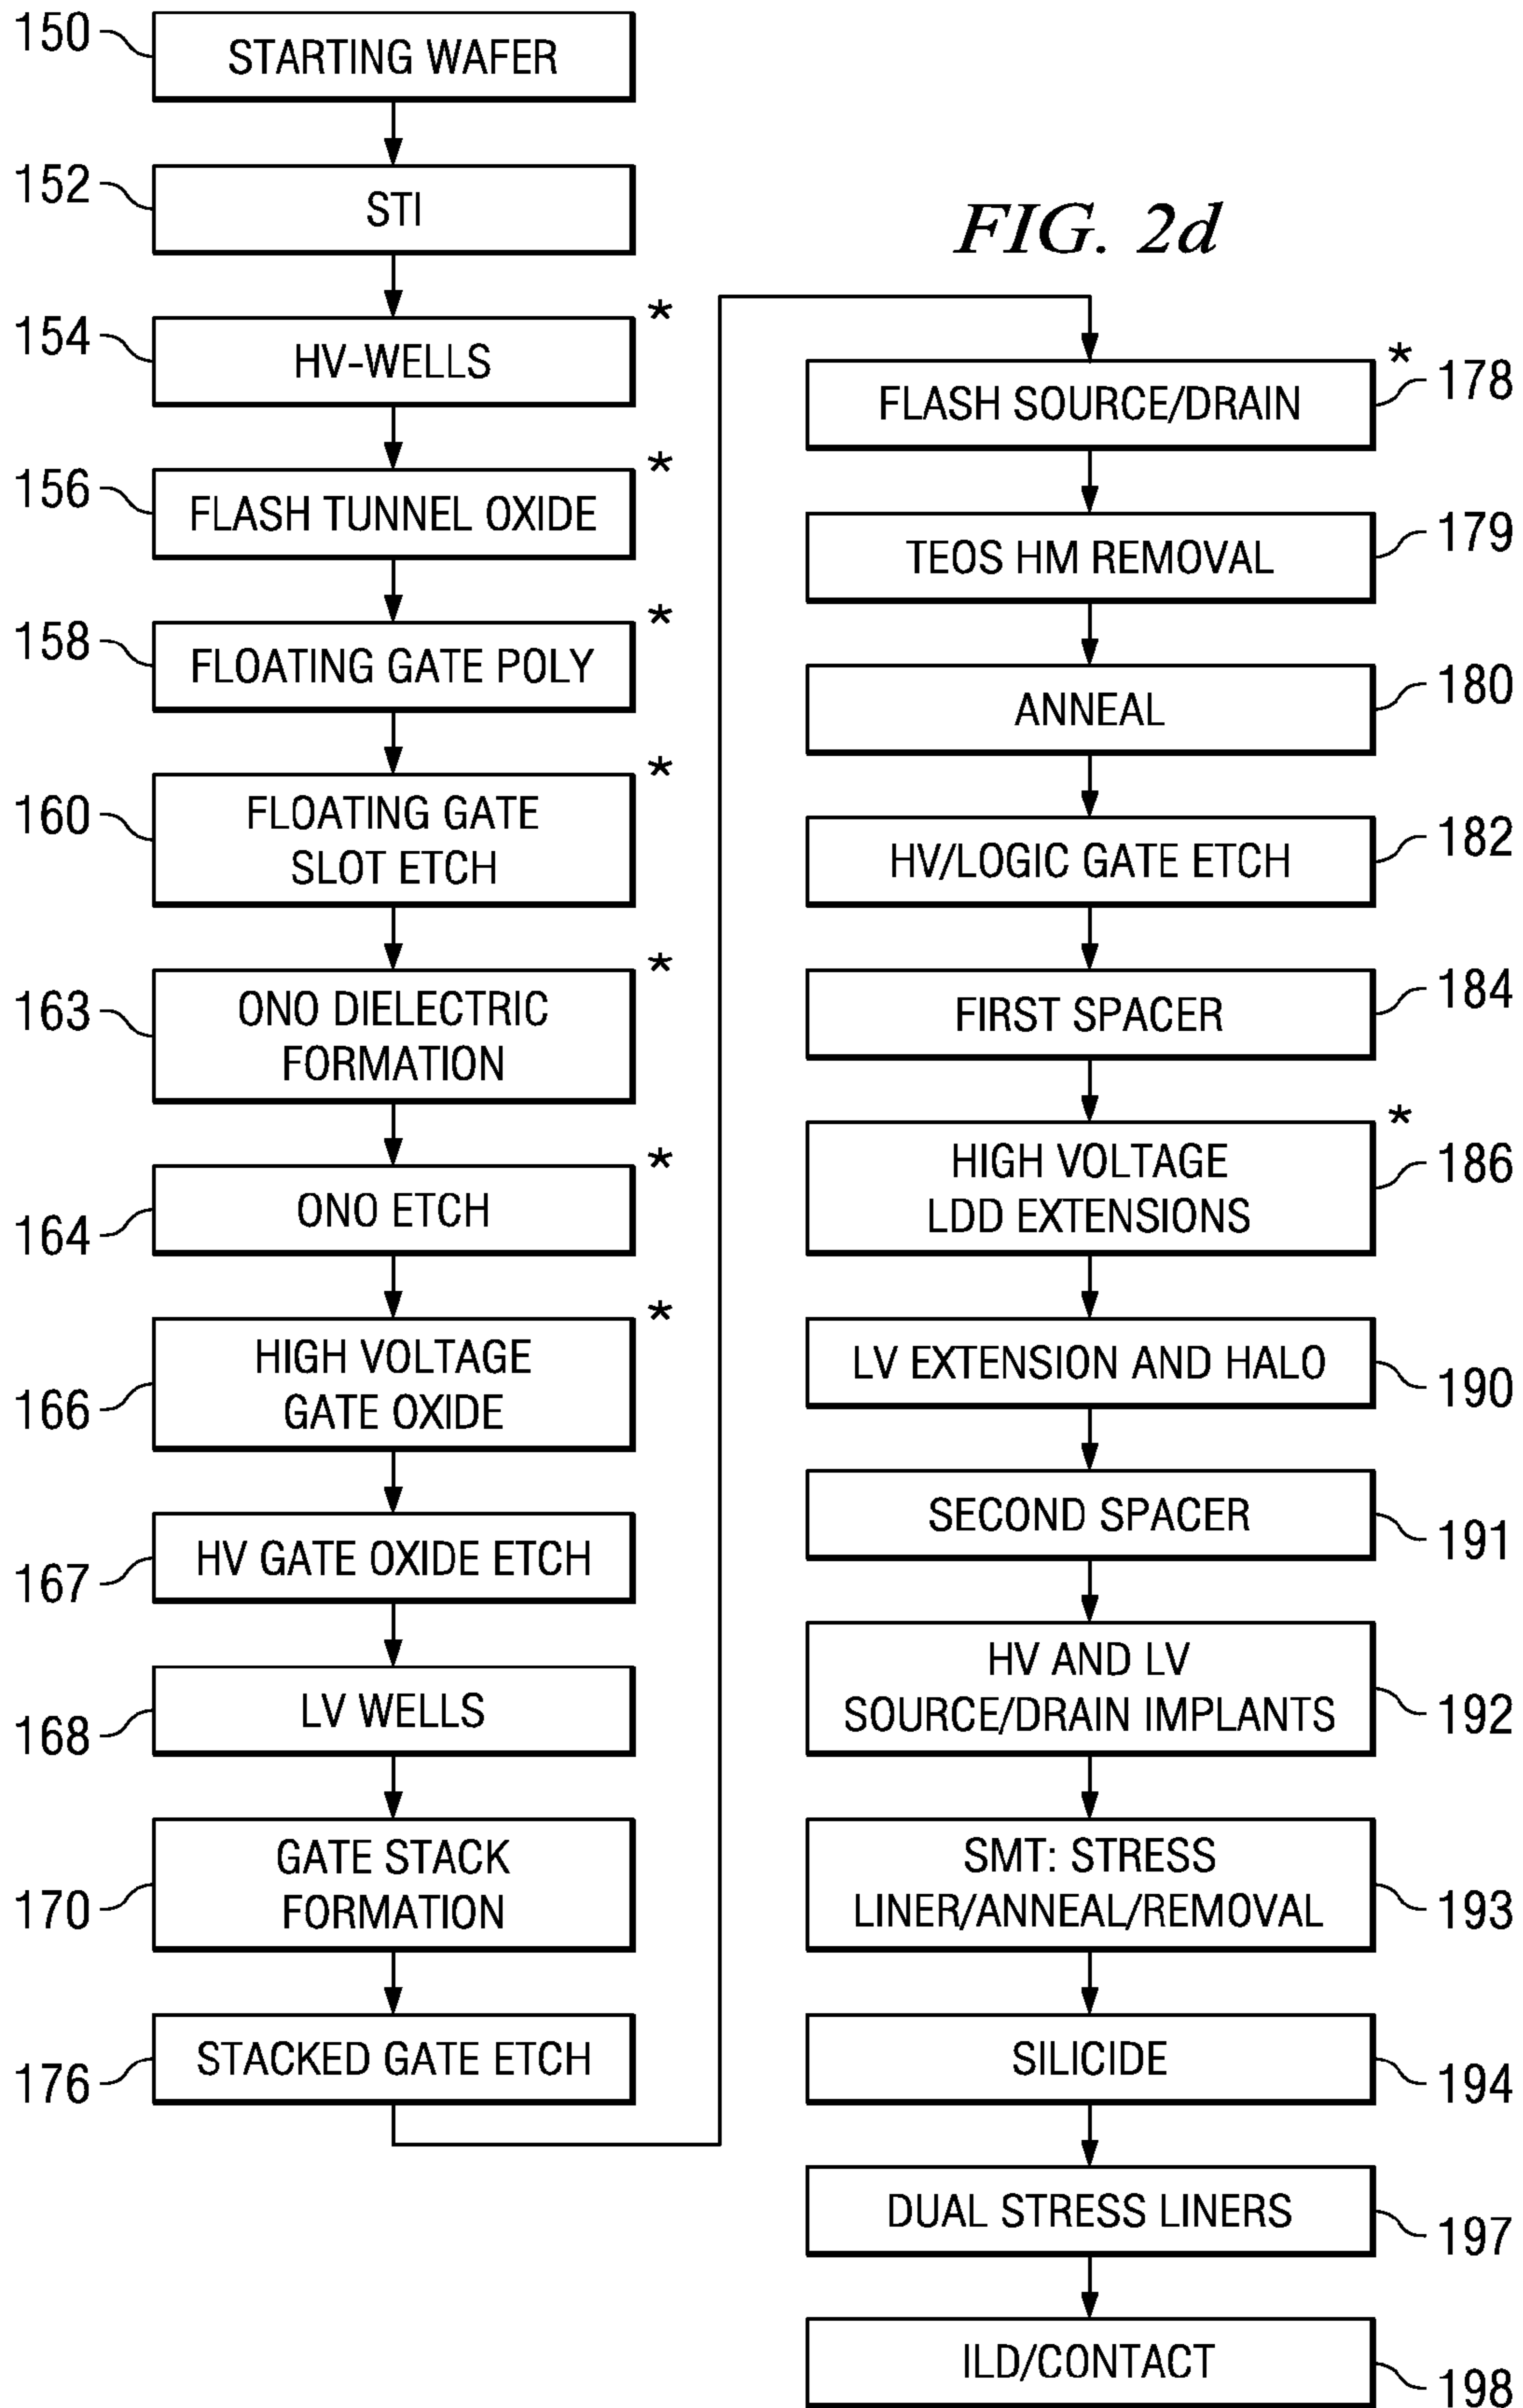 150
STARTING WAFER
152
STI
154
HV-WELLS
*
156
FLASH TUNNEL OXIDE
*
158
FLOATING GATE POLY
*
160
FLOATING GATE
SLOT ETCH
*
163
ONO DIELECTRIC
FORMATION
*
164
ONO ETCH
*
166
HIGH VOLTAGE
GATE OXIDE
*
167
HV GATE OXIDE ETCH
168
LV WELLS
170
GATE STACK
FORMATION
176
STACKED GATE ETCH
FIG. 2d
FLASH SOURCE/DRAIN
*
178
TEOS HM REMOVAL
179
ANNEAL
180
HV/LOGIC GATE ETCH
182
FIRST SPACER
184
HIGH VOLTAGE
LDD EXTENSIONS
*
186
LV EXTENSION AND HALO
190
SECOND SPACER
191
HV AND LV
SOURCE/DRAIN IMPLANTS
192
SMT: STRESS
LINER/ANNEAL/REMOVAL
193
SILICIDE
194
DUAL STRESS LINERS
197
ILD/CONTACT
198